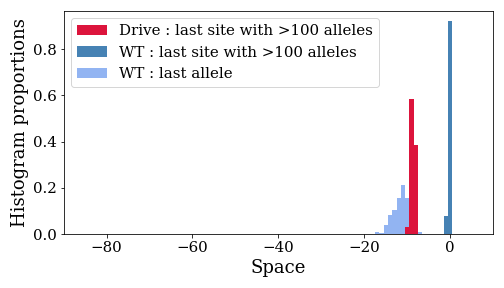 Drive : last site with >100 alleles
WT : last site with >100 alleles
WT : last allele
Histogram proportions
0.8
0.6
0.4
0.2
0.0
−80 −60 −40 −20 0
Space